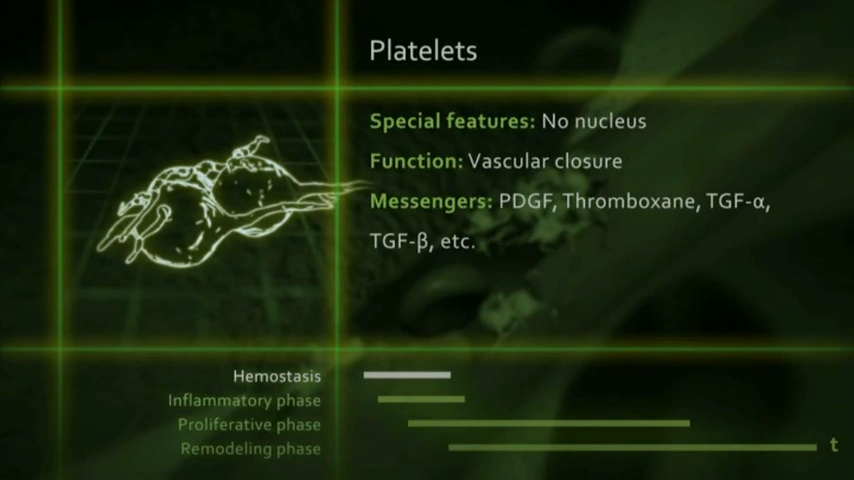 Platelets
Special features: No nucleus
Function: Vascular closure
Messengers: PDGF, Thromboxane, TGF-α,
TGF-β, etc.
Hemostasis
Inflammatory phase
Proliferative phase
Remodeling phase
t